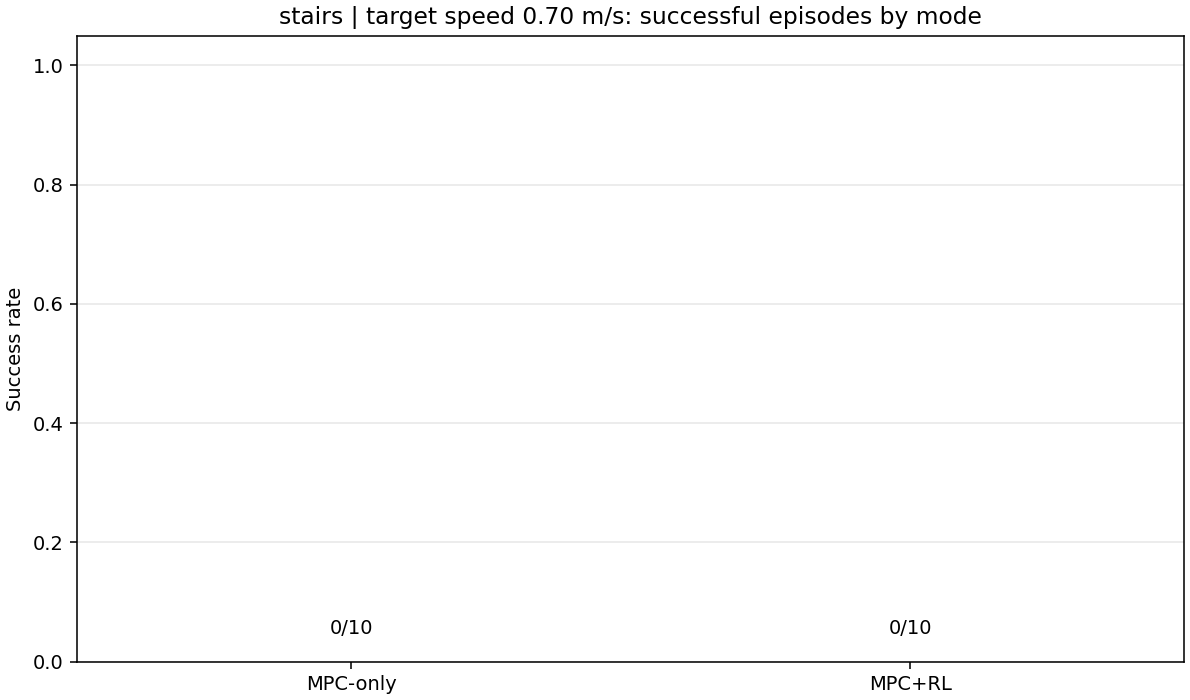 stairs | target speed 0.70 m/s: successful episodes by mode
Success rate
1.0
0.8
0.6
0.4
0.2
0.0
0/10
0/10
MPC-only
MPC+RL